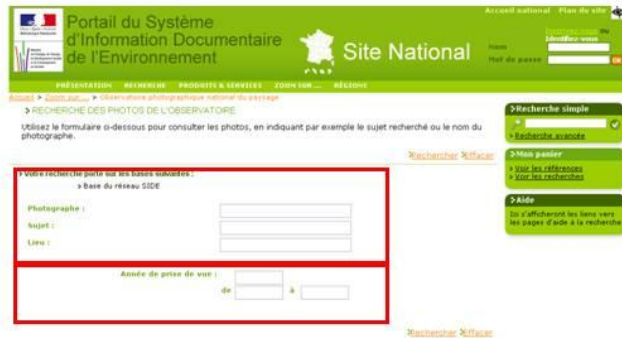 Accueil national Plan du site
Portail du Système
d'Information Documentaire
de l'Environnement
Site National
ou
Identifiez-vous
Nom
Mot de passe
OK
PRÉSENTATION RECHERCHE PRODUITS & SERVICES ZOOM SUR ... RÉGIONS
Accueil > Zoom sur ... > Observatoire photographique national du paysage
> RECHERCHE DES PHOTOS DE L'OBSERVATOIRE
Utilisez le formulaire ci-dessous pour consulter les photos, en indiquant par exemple le sujet recherché ou le nom du
photographe.
Rechercher Effacer
> Votre recherche porte sur les bases suivantes :
> Base du réseau SIDE
Photographe :
Sujet :
Lieu :
Année de prise de vue :
de à
Rechercher Effacer
Recherche simple
> Recherche avancée
Mon panier
> Voir les références
> Voir les recherches
Aide
Ici s'afficheront les liens vers
les pages d'aide à la recherche